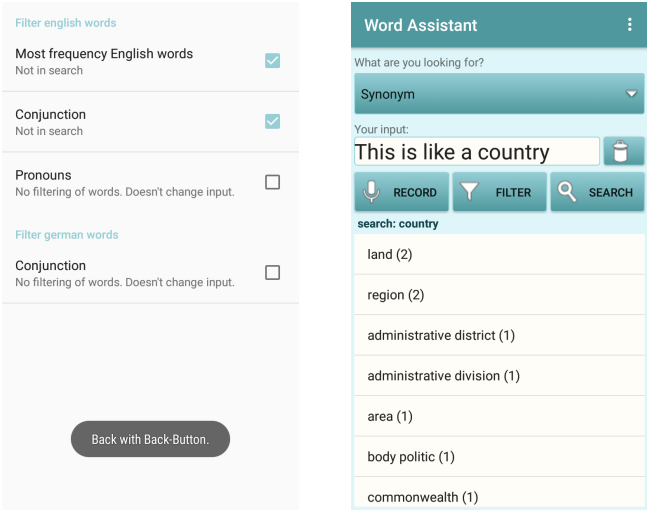 Filter english words
Most frequency English words
Not in search
Conjunction
Not in search
Pronouns
No filtering of words. Doesn't change input.
Filter german words
Conjunction
No filtering of words. Doesn't change input.
Back with Back-Button.
Word Assistant
What are you looking for?
Synonym
Your input:
This is like a country
RECORD
FILTER
SEARCH
search: country
land (2)
region (2)
administrative district (1)
administrative division (1)
area (1)
body politic (1)
commonwealth (1)